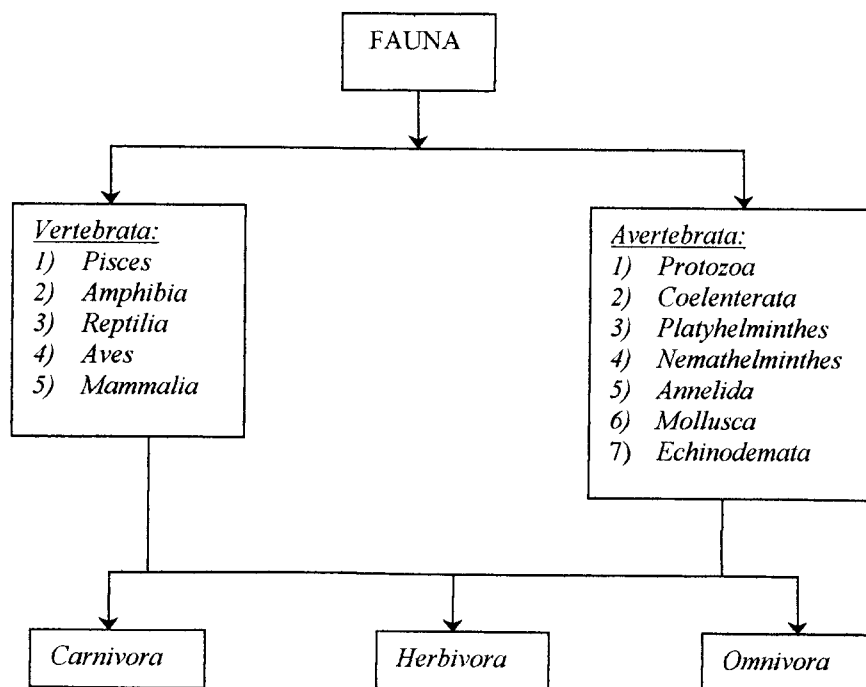 FAUNA
Vertebrata:
1) Pisces
2) Amphibia
3) Reptilia
4) Aves
5) Mammalia
Avertebrata:
1) Protozoa
2) Coelenterata
3) Platyhelminthes
4) Nemathelminthes
5) Annelida
6) Mollusca
7) Echinodemata
Carnivora
Herbivora
Omnivora